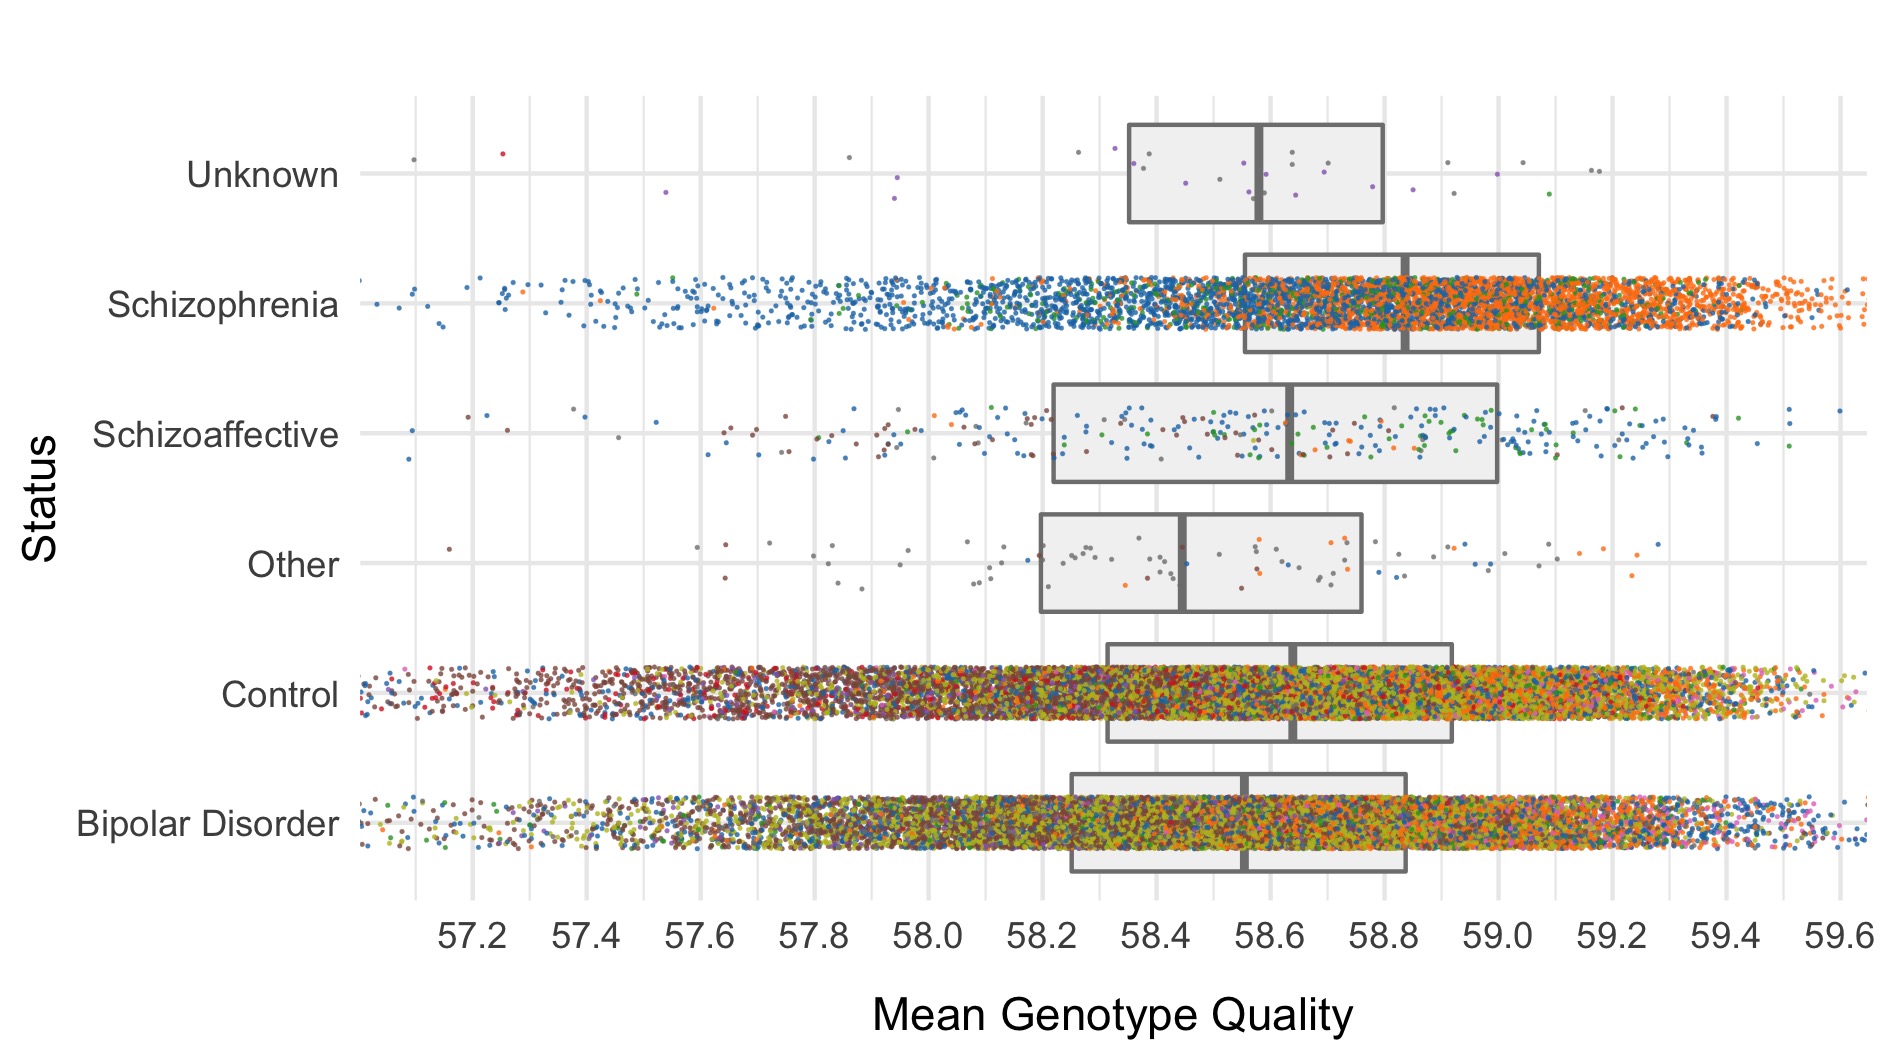 Status
Unknown
Schizophrenia
Schizoaffective
Other
Control
Bipolar Disorder
57.2 57.4 57.6 57.8 58.0 58.2 58.4 58.6 58.8 59.0 59.2 59.4 59.6
Mean Genotype Quality